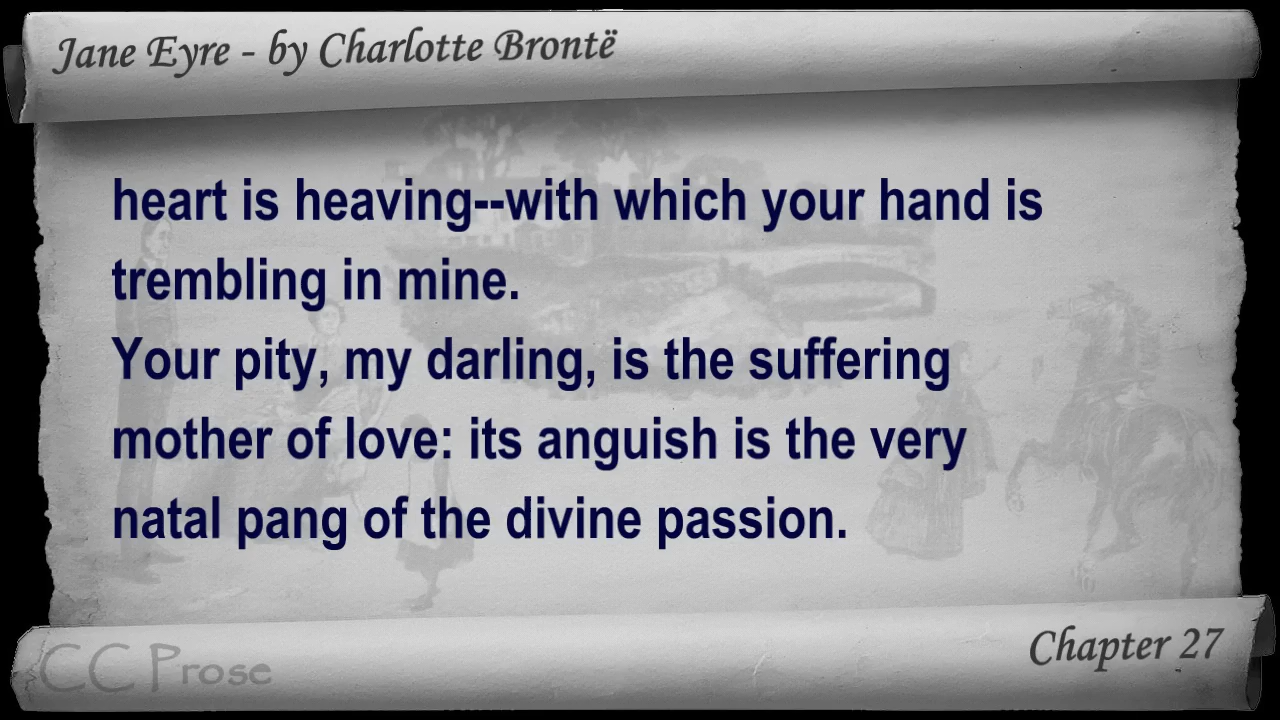 Jane Eyre - by Charlotte Brontë
heart is heaving--with which your hand is
trembling in mine.
Your pity, my darling, is the suffering
mother of love: its anguish is the very
natal pang of the divine passion.
Chapter 27
CC Prose